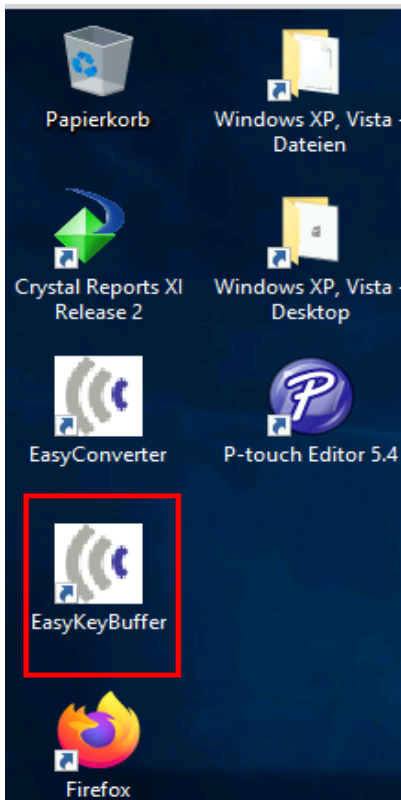 Papierkorb
Windows XP, Vista -
Dateien
Crystal Reports XI
Release 2
Windows XP, Vista -
Desktop
EasyConverter
P-touch Editor 5.4
EasyKeyBuffer
Firefox